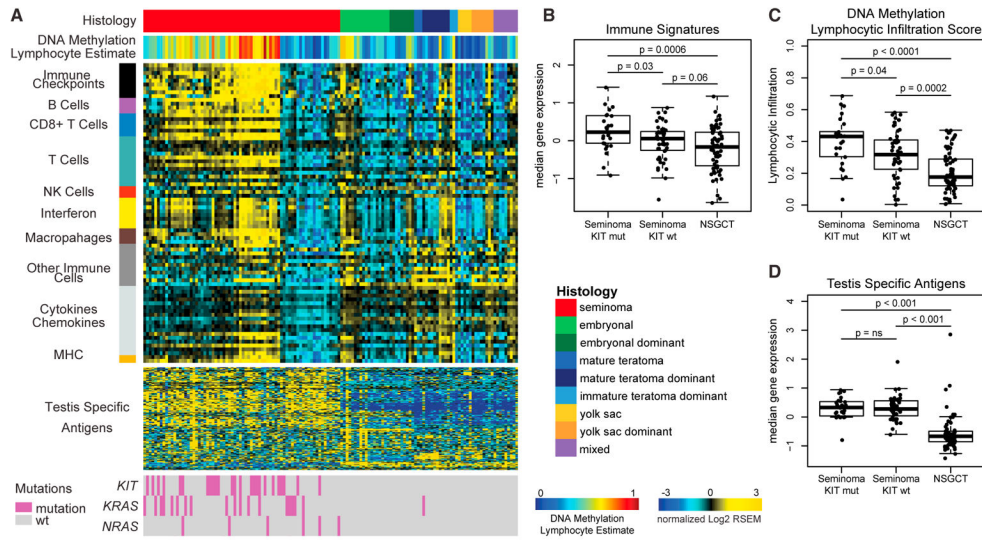 A
Histology
DNA Methylation
Lymphocyte Estimate
Immune
Checkpoints
B Cells
CD8+ T Cells
T Cells
NK Cells
Interferon
Macropahages
Other Immune
Cells
Cytokines
Chemokines
MHC
Testis Specific
Antigens
Mutations
mutation
wt
KIT
KRAS
NRAS
B
Immune Signatures
p = 0.0006
p = 0.03
p = 0.06
median gene expression
1
0
−1
Seminoma
KIT mut
Seminoma
KIT wt
NSGCT
Histology
seminoma
embryonal
embryonal dominant
mature teratoma
mature teratoma dominant
immature teratoma dominant
yolk sac
yolk sac dominant
mixed
0 1
DNA Methylation
Lymphocyte Estimate
-3 0 3
normalized Log2 RSEM
C
DNA Methylation
Lymphocytic Infiltration Score
p <0.0001
p = 0.04
p = 0.0002
Lymphocytic Infiltration
1.0
0.8
0.6
0.4
0.2
0.0
Seminoma
KIT mut
Seminoma
KIT wt
NSGCT
D
Testis Specific Antigens
p < 0.001
p = ns
p < 0.001
median gene expression
4
3
2
1
0
−1
Seminoma
KIT mut
Seminoma
KIT wt
NSGCT